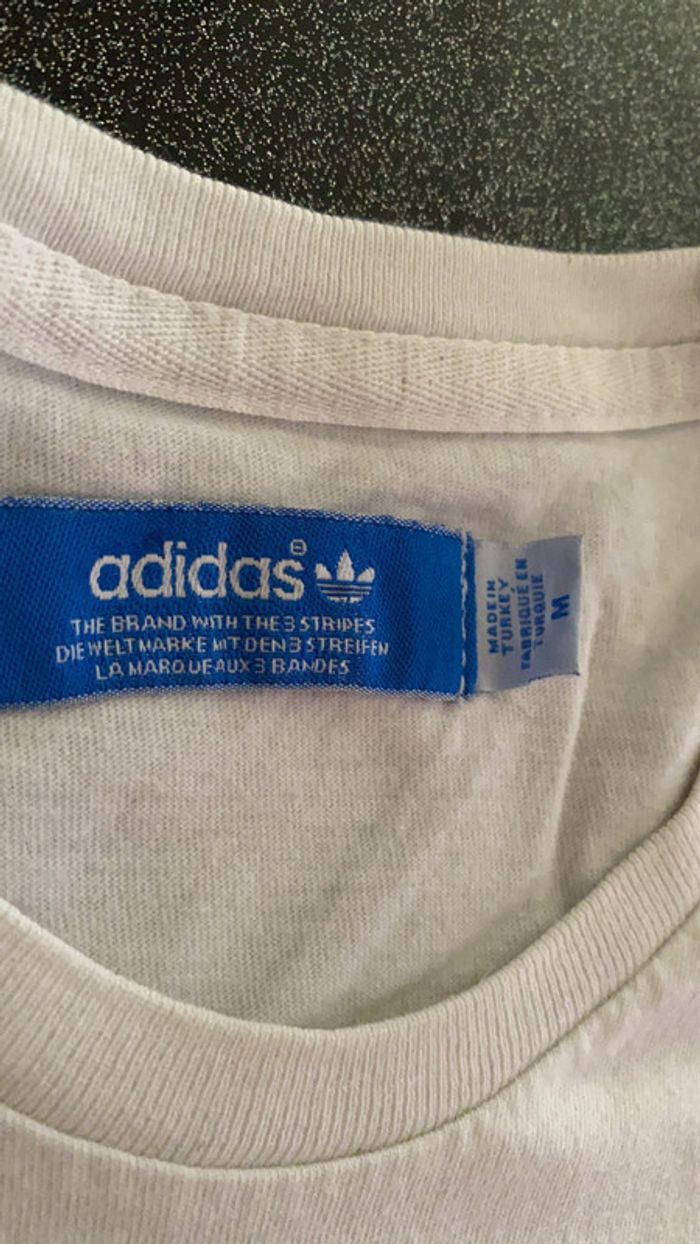 adidas®
THE BRAND WITH THE 3 STRIPES
DIE WELTMARKE MIT DEN 3 STREIFEN
LA MARQUE AUX 3 BANDES
MADE IN
TURKEY
FABRIQUE EN
TURQUIE
M